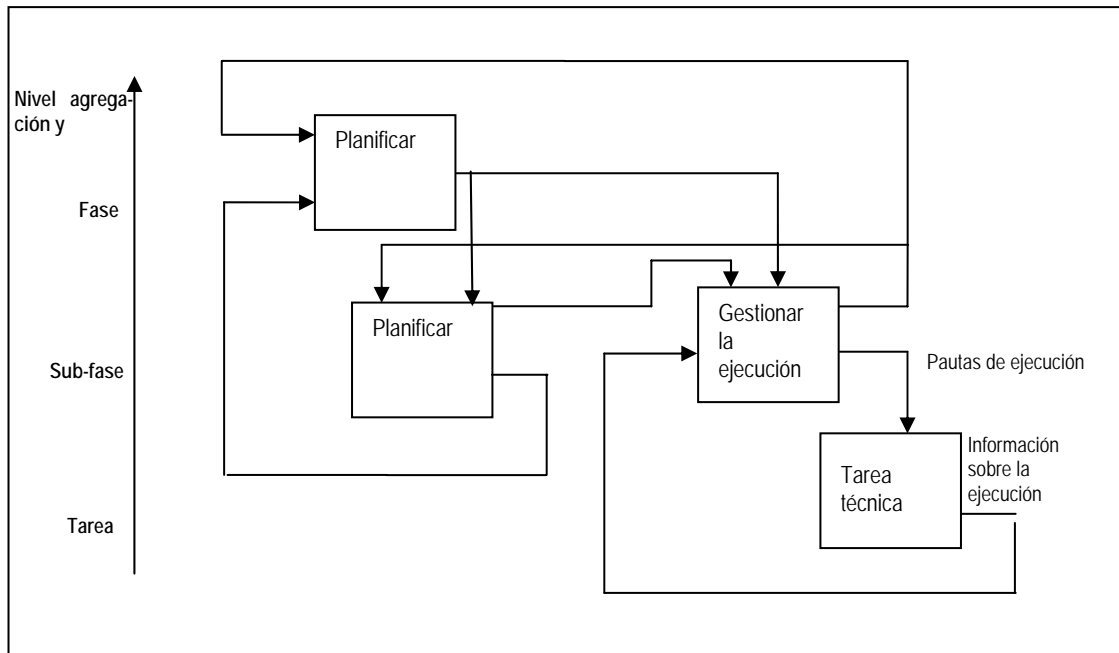 Nivel agrega-
ción y
Planificar
Fase
Planificar
Gestionar
la
ejecución
Sub-fase
Pautas de ejecución
Información
sobre la
ejecución
Tarea
técnica
Tarea